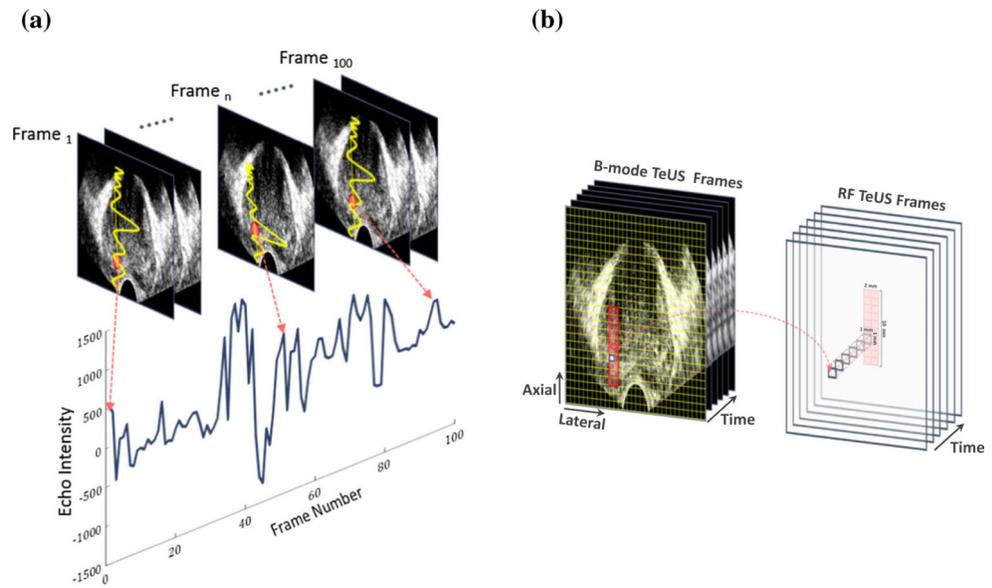 (a)
Frame 1
Frame n
Frame 100
Echo Intensity
1500
1000
500
0
-500
-1000
-1500
0
20
40
60
80
100
Frame Number
(b)
B-mode TeUS Frames
Axial
Lateral
Time
RF TeUS Frames
2 mm
10 mm
1 mm
1 mm
Time